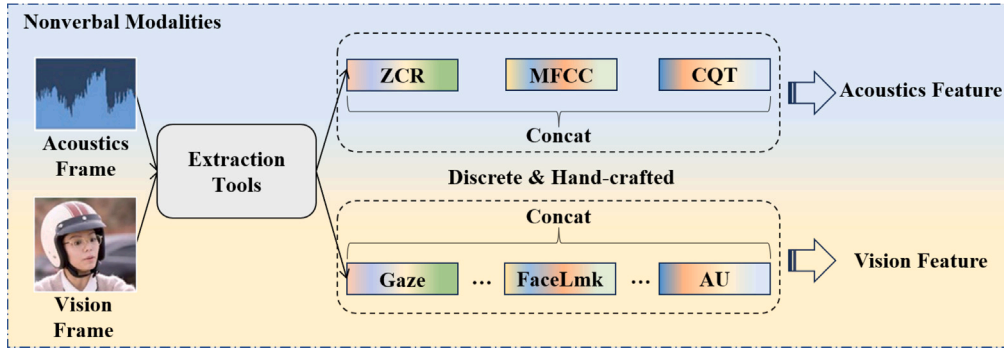 Nonverbal Modalities
ZCR
MFCC
CQT
Acoustics Feature
Concat
Acoustics
Frame
Extraction
Tools
Discrete & Hand-crafted
Concat
Gaze
...
FaceLmk
...
AU
Vision Feature
Vision
Frame